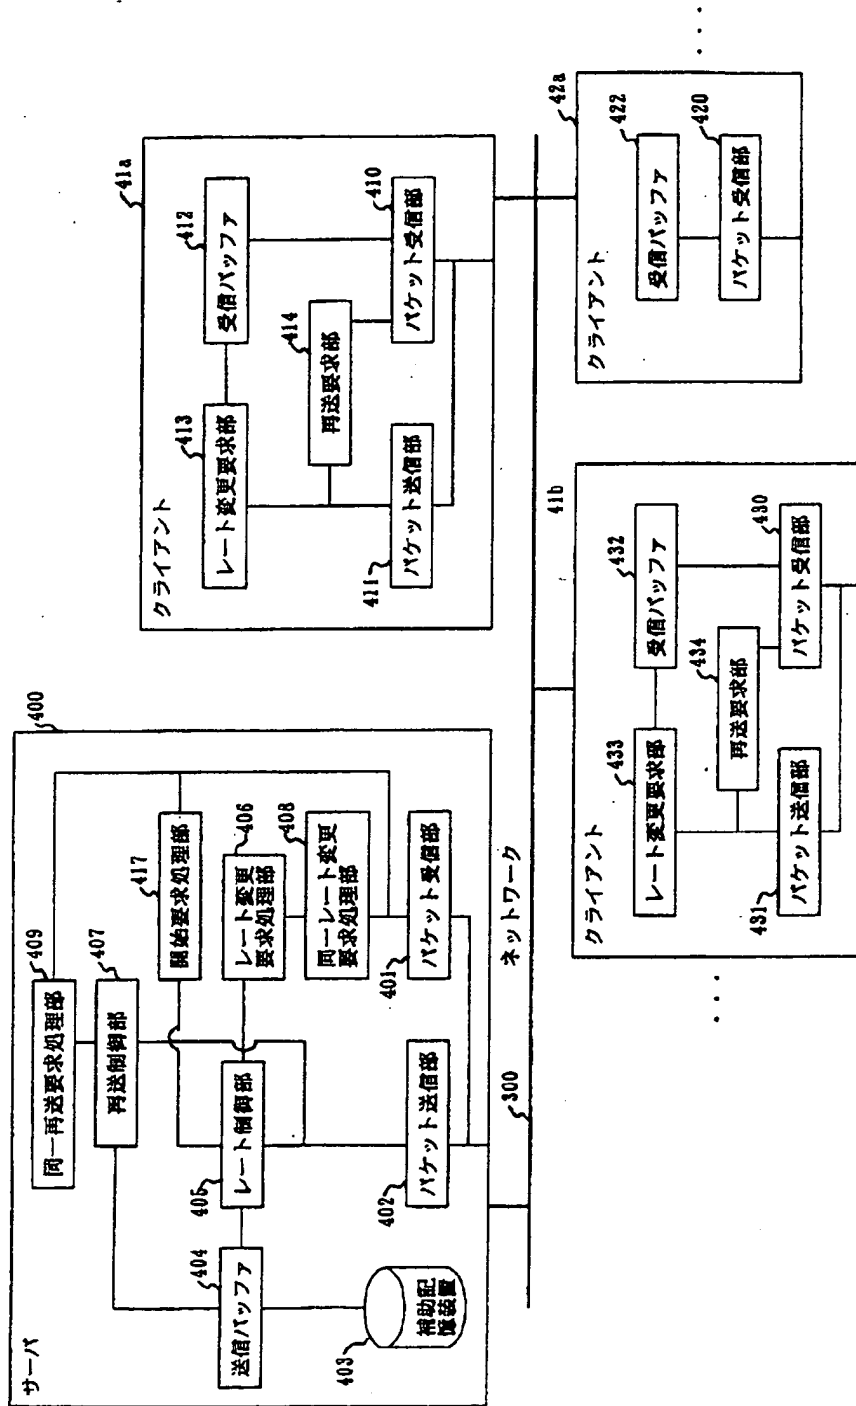 サーバ
400
同一再送要求処理部
409
再送制御部
407
開始要求処理部
417
レート変更
要求処理部
406
同一レート変更
要求処理部
408
送信バッファ
404
レート制御部
405
補助記
憶装置
403
パケット送信部
402
パケット受信部
401
クライアント
41a
レート変更要求部
413
受信バッファ
412
再送要求部
414
パケット送信部
411
パケット受信部
410
300
ネットワーク
・・・
クライアント
41b
レート変更要求部
433
受信バッファ
432
再送要求部
434
パケット送信部
431
パケット受信部
430
クライアント
42a
受信バッファ
422
パケット受信部
420
・・・